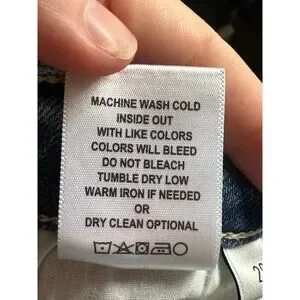 MACHINE WASH COLD
INSIDE OUT
WITH LIKE COLORS
COLORS WILL BLEED
DO NOT BLEACH
TUMBLE DRY LOW
WARM IRON IF NEEDED
OR
DRY CLEAN OPTIONAL